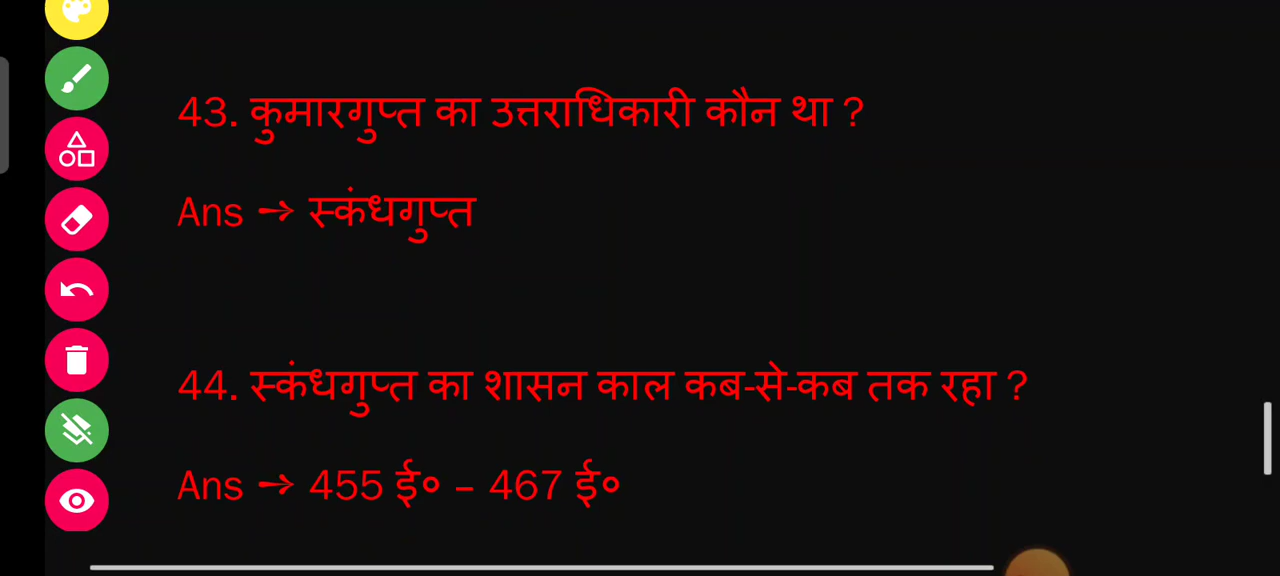 43. कुमारगुप्त का उत्तराधिकारी कौन था ?
Ans → स्कंधगुप्त
44. स्कंधगुप्त का शासन काल कब-से-कब तक रहा ?
Ans → 455 ई० – 467 ई०